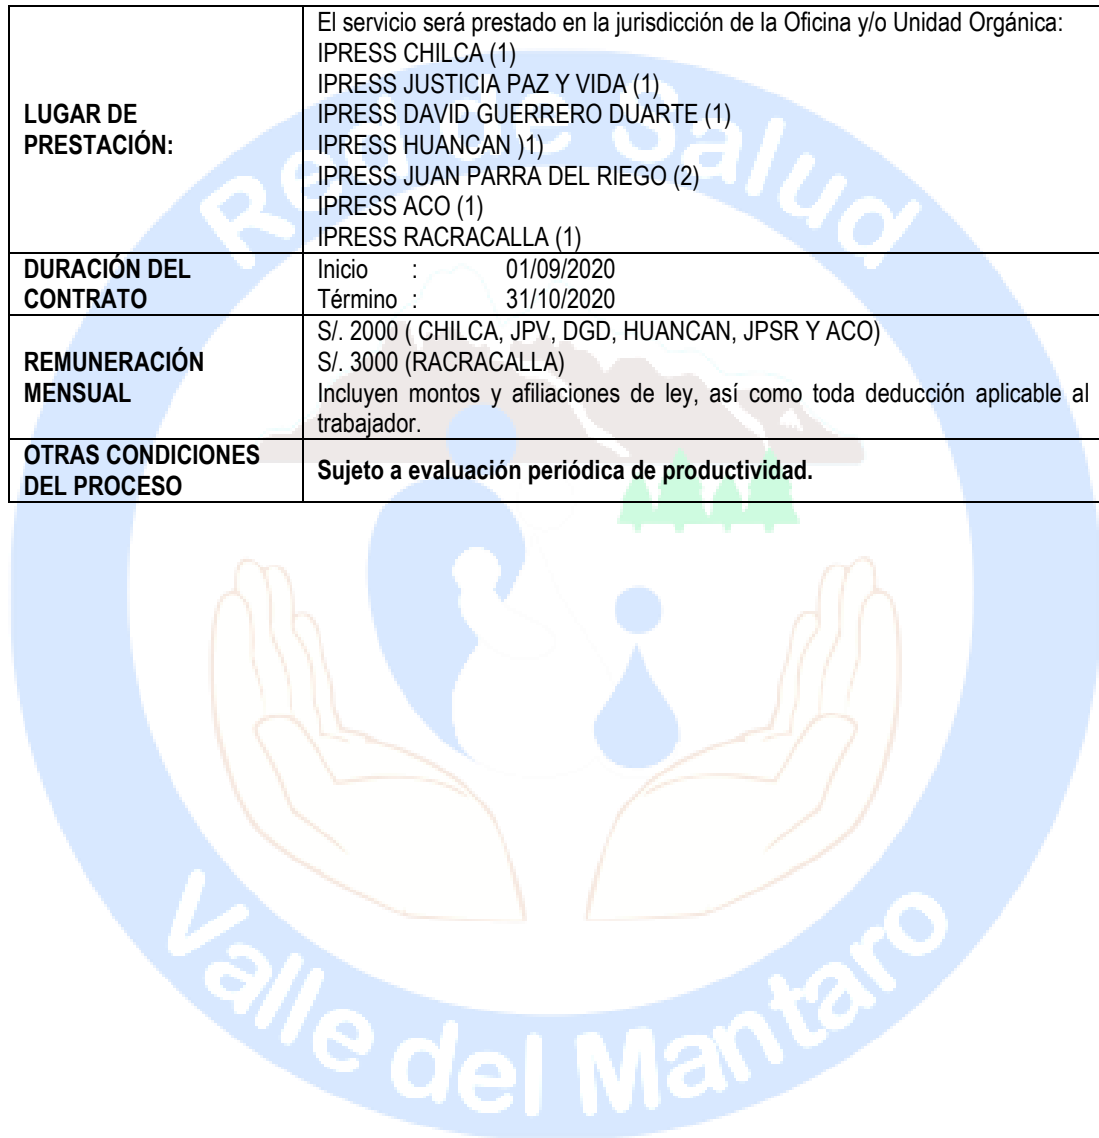 El servicio será prestado en la jurisdicción de la Oficina y/o Unidad Orgánica:
IPRESS CHILCA (1)
IPRESS JUSTICIA PAZ Y VIDA (1)
LUGAR DE
IPRESS DAVID GUERRERO DUARTE (1)
PRESTACIÓN:
IPRESS HUANCAN )1)
IPRESS JUAN PARRA DEL RIEGO (2)
IPRESS ACO (1)
IPRESS RACRACALLA (1)
DURACIÓN DEL
CONTRATO
Inicio : 01/09/2020
Término : 31/10/2020
REMUNERACIÓN
MENSUAL
S/. 2000 ( CHILCA, JPV, DGD, HUANCAN, JPSR Y ACO)
S/. 3000 (RACRACALLA)
Incluyen montos y afiliaciones de ley, así como toda deducción aplicable al
trabajador.
OTRAS CONDICIONES
DEL PROCESO
Sujeto a evaluación periódica de productividad.
Red de Salud
Valle del Mantaro